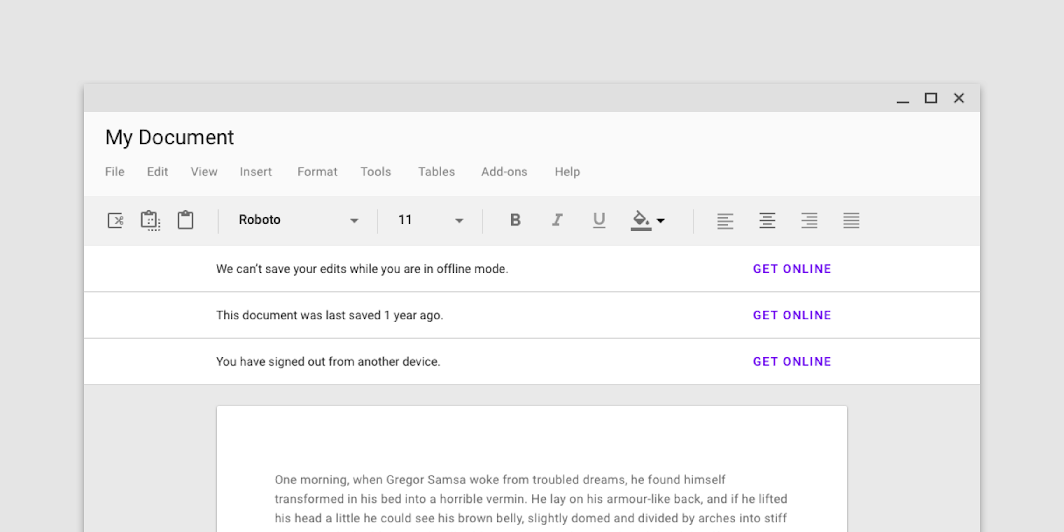 My Document
File Edit View Insert Format Tools Tables Add-ons Help
Roboto 11 B I U
We can’t save your edits while you are in offline mode. GET ONLINE
This document was last saved 1 year ago. GET ONLINE
You have signed out from another device. GET ONLINE
One morning, when Gregor Samsa woke from troubled dreams, he found himself
transformed in his bed into a horrible vermin. He lay on his armour-like back, and if he lifted
his head a little he could see his brown belly, slightly domed and divided by arches into stiff